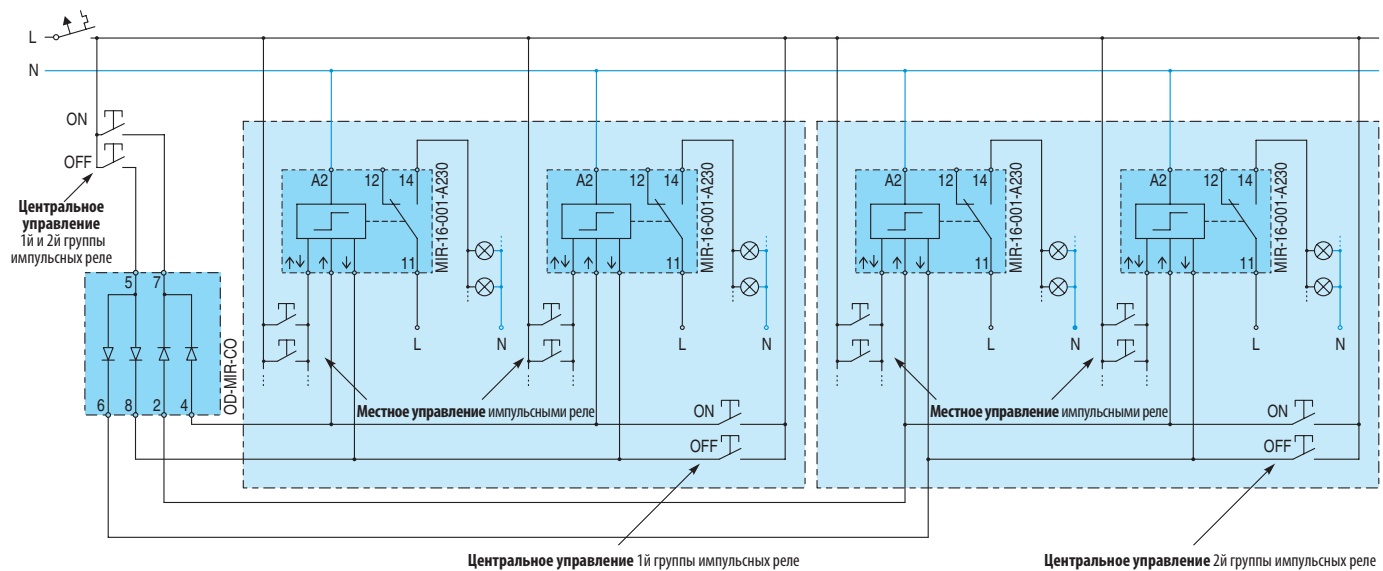 L
N
ON
OFF
Центральное
управление
1й и 2й группы
импульсных реле
5 7
6 8 2 4
OD-MIR-CO
A2 12 14
11
MIR-16-001-A230
L N
A2 12 14
11
MIR-16-001-A230
L N
Местное управление импульсными реле
ON
OFF
A2 12 14
11
MIR-16-001-A230
L N
A2 12 14
11
MIR-16-001-A230
L N
Местное управление импульсными реле
ON
OFF
Центральное управление 1й группы импульсных реле
Центральное управление 2й группы импульсных реле